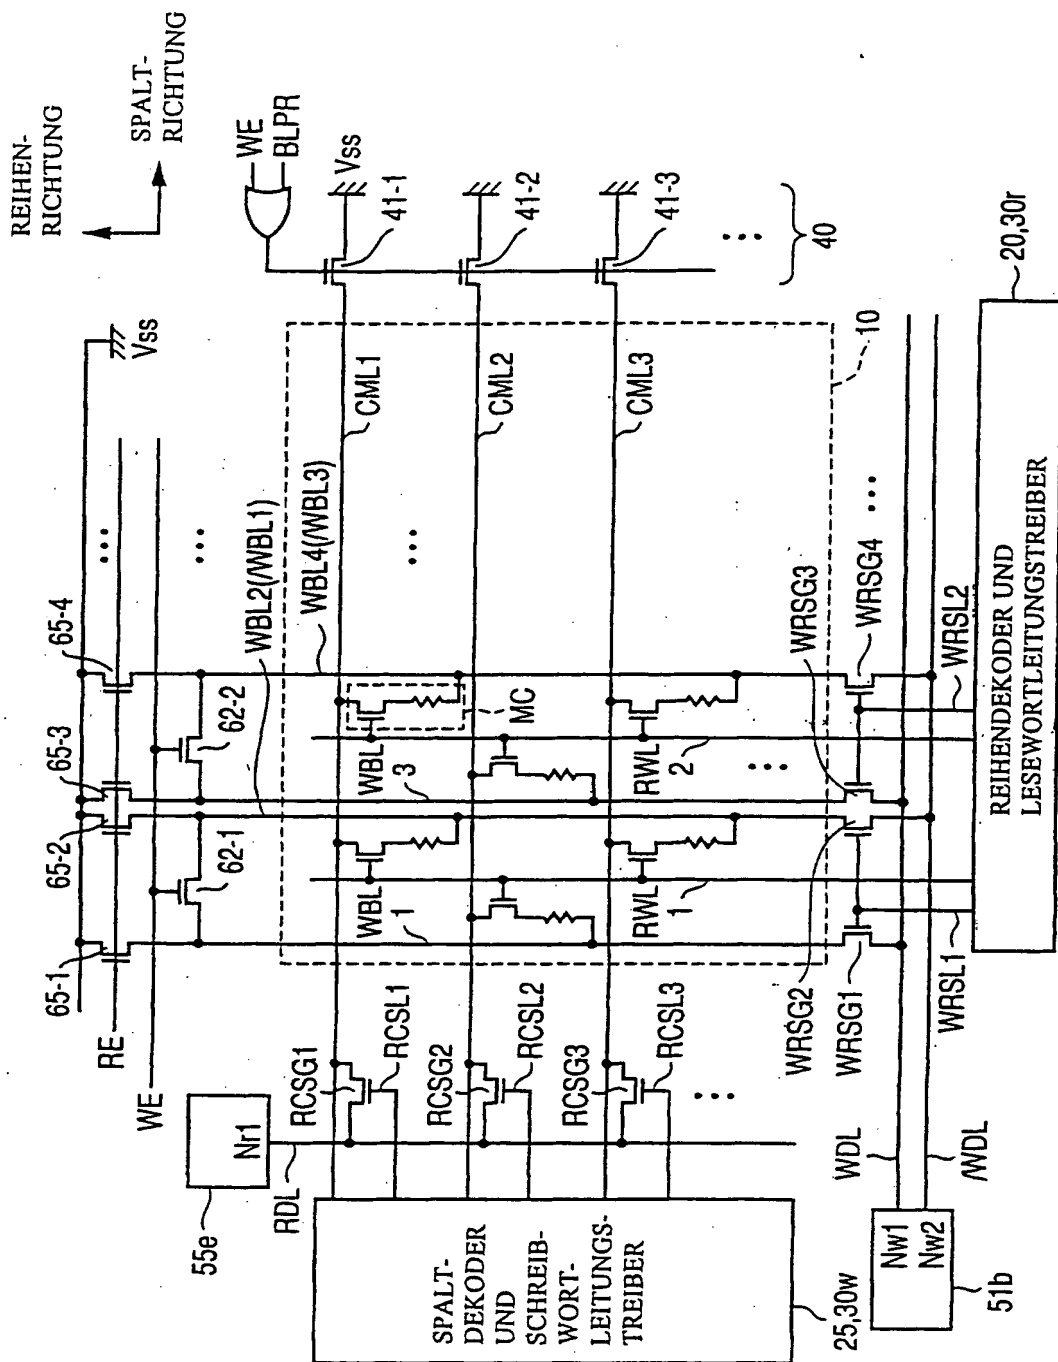 REIHEN-
RICHTUNG
SPALT-
RICHTUNG
WE
BLPR
Vss
41-1
41-2
41-3
40
Vss
65-4
65-3
65-2
65-1
RE
WE
62-2
62-1
WBL2(/WBL1)
WBL4(/WBL3)
CML1
CML2
CML3
10
MC
WBL
3
WBL
1
RWL
2
RWL
1
55e
Nr1
RDL
RCSG1
RCSL1
RCSG2
RCSL2
RCSG3
RCSL3
SPALT-
DEKODER
UND
SCHREIB-
WORT-
LEITUNGS-
TREIBER
25,30w
WRSG4
WRSG3
WRSG2
WRSG1
WRSL2
WRSL1
WDL
/WDL
Nw1
Nw2
51b
REIHENDEKODER UND
LESEWORTLEITUNGSTREIBER
20,30r